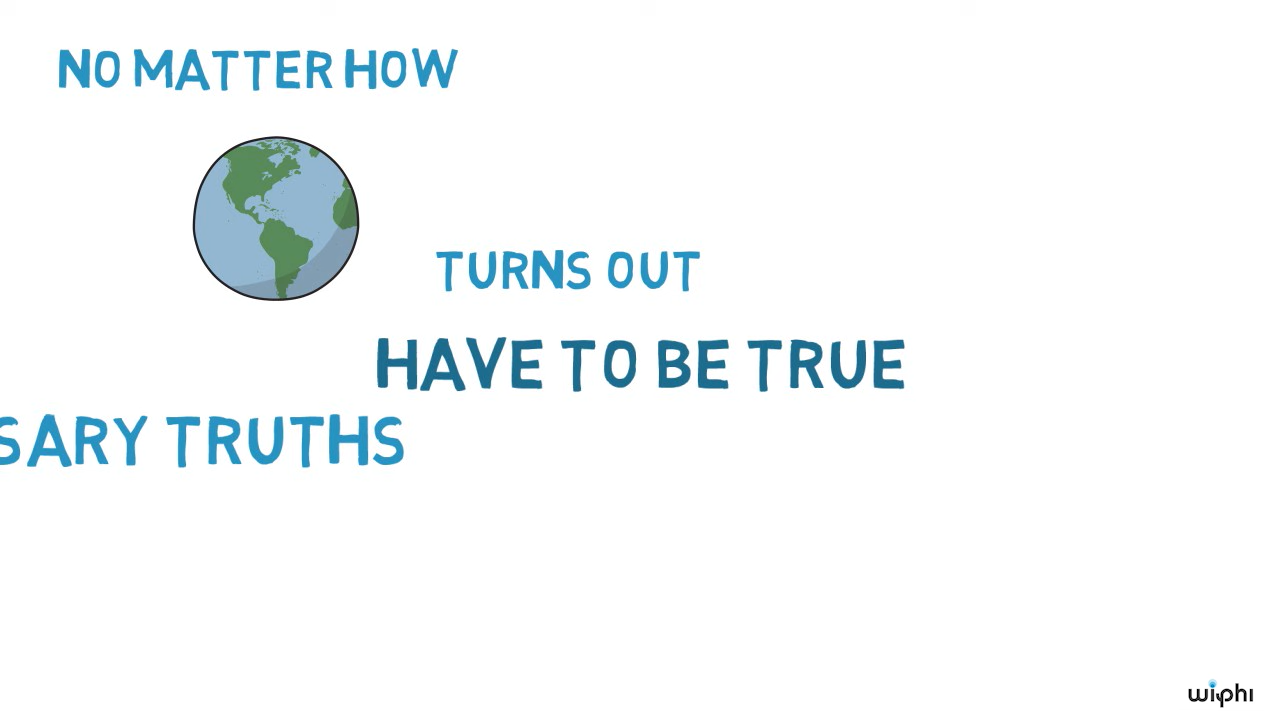 NO MATTER HOW
TURNS OUT
HAVE TO BE TRUE
SARY TRUTHS
wiphi